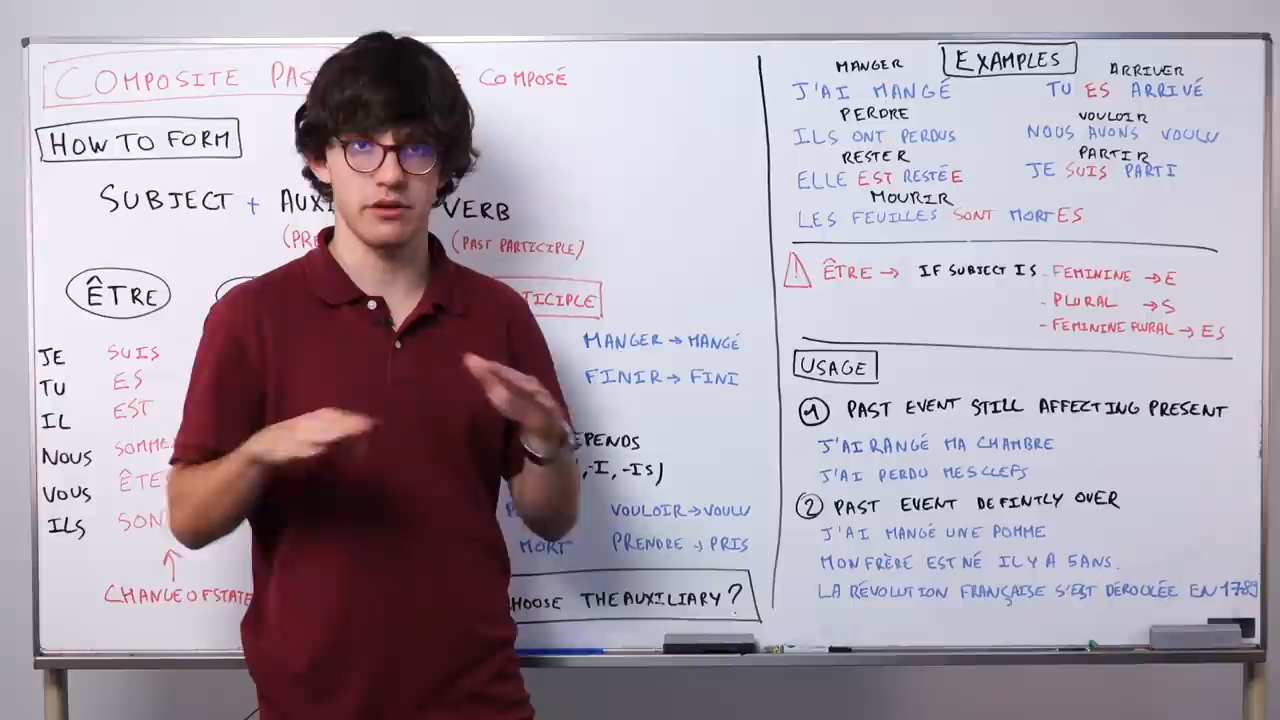 COMPOSITE PAS COMPOSÉ
HOW TO FORM
SUBJECT + AUXI VERB
(PRE (PAST PARTICIPLE)
ÊTRE
TICIPLE
JE SUIS
TU ES
IL EST
NOUS SOMME
VOUS ÊTE
ILS SON
CHANGE OF STATE
MANGER → MANGÉ
FINIR → FINI
EPENDS
, -I, -IS)
VOULOIR → VOULU
MORT PRENDRE → PRIS
HOOSE THE AUXILIARY?
EXAMPLES
MANGER
J'AI MANGÉ
PERDRE
ILS ONT PERDUS
RESTER
ELLE EST RESTÉE
MOURIR
LES FEUILLES SONT MORTES
ARRIVER
TU ES ARRIVÉ
VOULOIR
NOUS AVONS VOULU
PARTIR
JE SUIS PARTI
! ÊTRE → IF SUBJECT IS - FEMININE → E
- PLURAL → S
- FEMININE PLURAL → ES
USAGE
1 PAST EVENT STILL AFFECTING PRESENT
J'AI RANGÉ MA CHAMBRE
J'AI PERDU MES CLEFS
2 PAST EVENT DEFINTLY OVER
J'AI MANGÉ UNE POMME
MON FRÈRE EST NÉ IL Y A 5 ANS.
LA RÉVOLUTION FRANÇAISE S'EST DÉROULÉE EN 1789